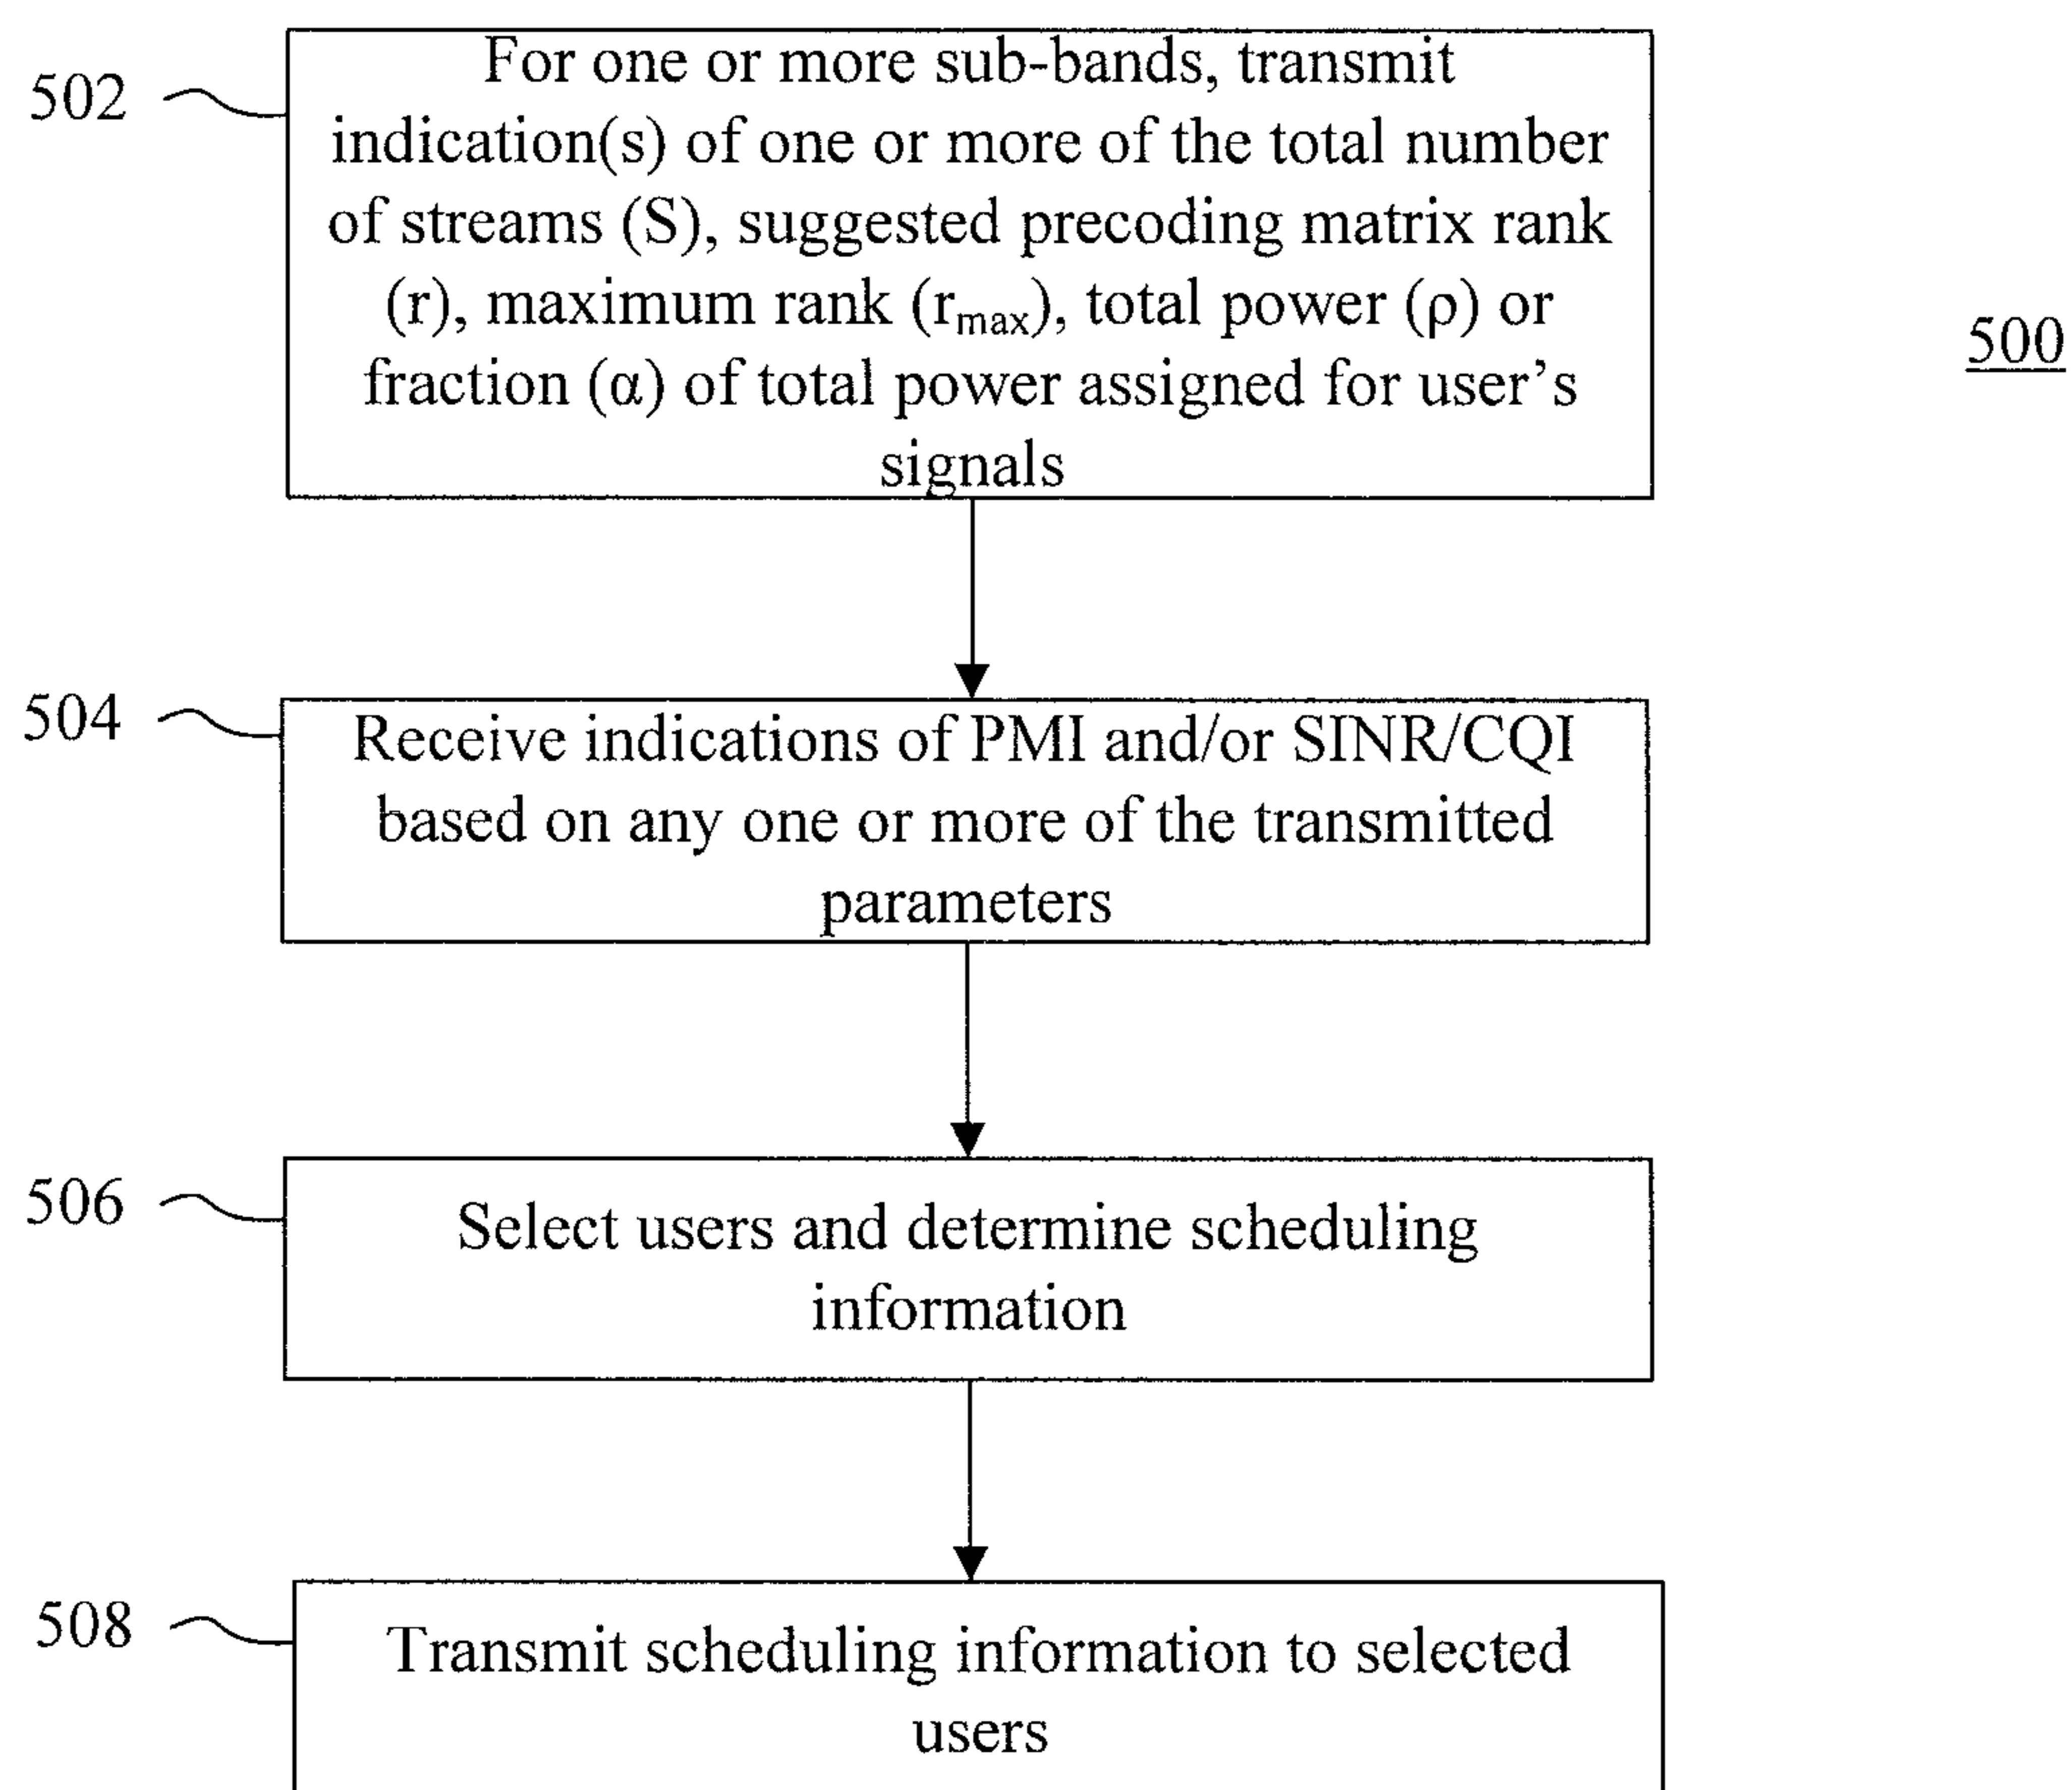 502
For one or more sub-bands, transmit
indication(s) of one or more of the total number
of streams (S), suggested precoding matrix rank
(r), maximum rank (rmax), total power (ρ) or
fraction (α) of total power assigned for user's
signals
500
504
Receive indications of PMI and/or SINR/CQI
based on any one or more of the transmitted
parameters
506
Select users and determine scheduling
information
508
Transmit scheduling information to selected
users